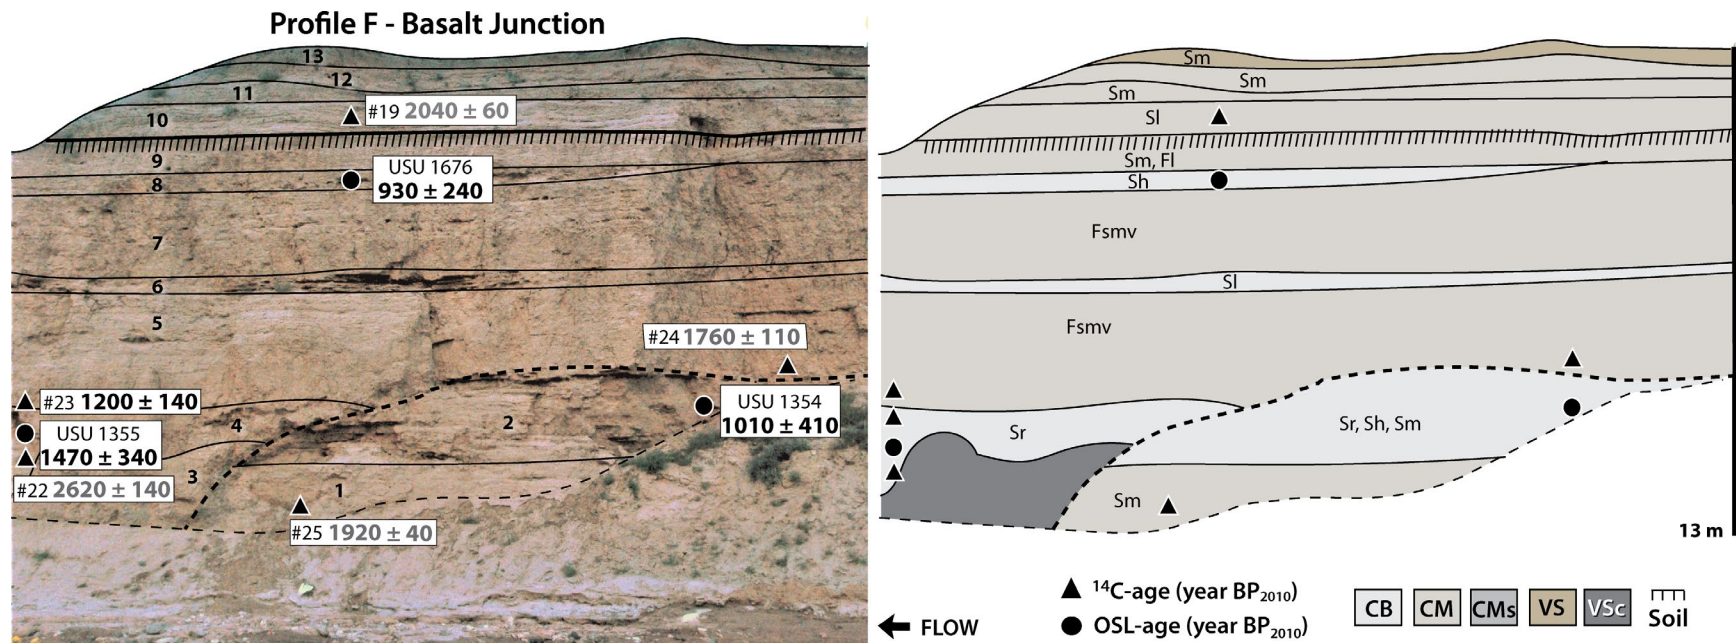 Profile F - Basalt Junction
13
12
11
10
#19 2040 ± 60
9
8
USU 1676
930 ± 240
7
6
5
#24 1760 ± 110
#23 1200 ± 140
USU 1355
1470 ± 340
#22 2620 ± 140
4
3
2
1
USU 1354
1010 ± 410
#25 1920 ± 40
Sm
Sm
Sm
Sl
Sm, Fl
Sh
Fsmv
Sl
Fsmv
Sr
Sr, Sh, Sm
Sm
13 m
14C-age (year BP2010)
OSL-age (year BP2010)
FLOW
CB
CM
CMs
VS
VSc
Soil